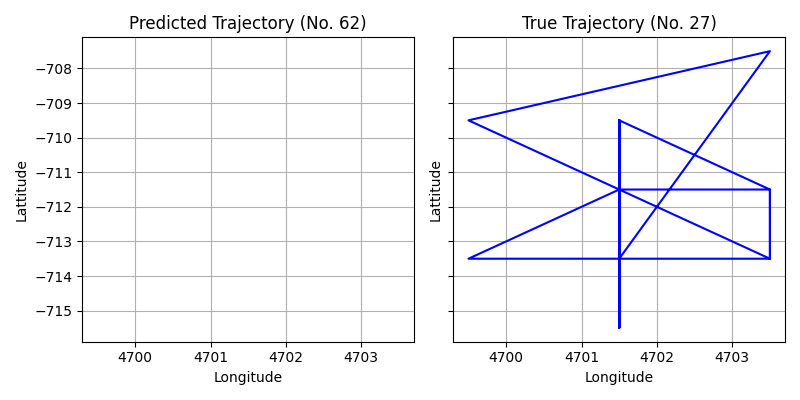 Predicted Trajectory (No. 62)
True Trajectory (No. 27)
Lattitude
−708
−709
−710
−711
−712
−713
−714
−715
4700
4701
4702
4703
Longitude
Lattitude
4700
4701
4702
4703
Longitude